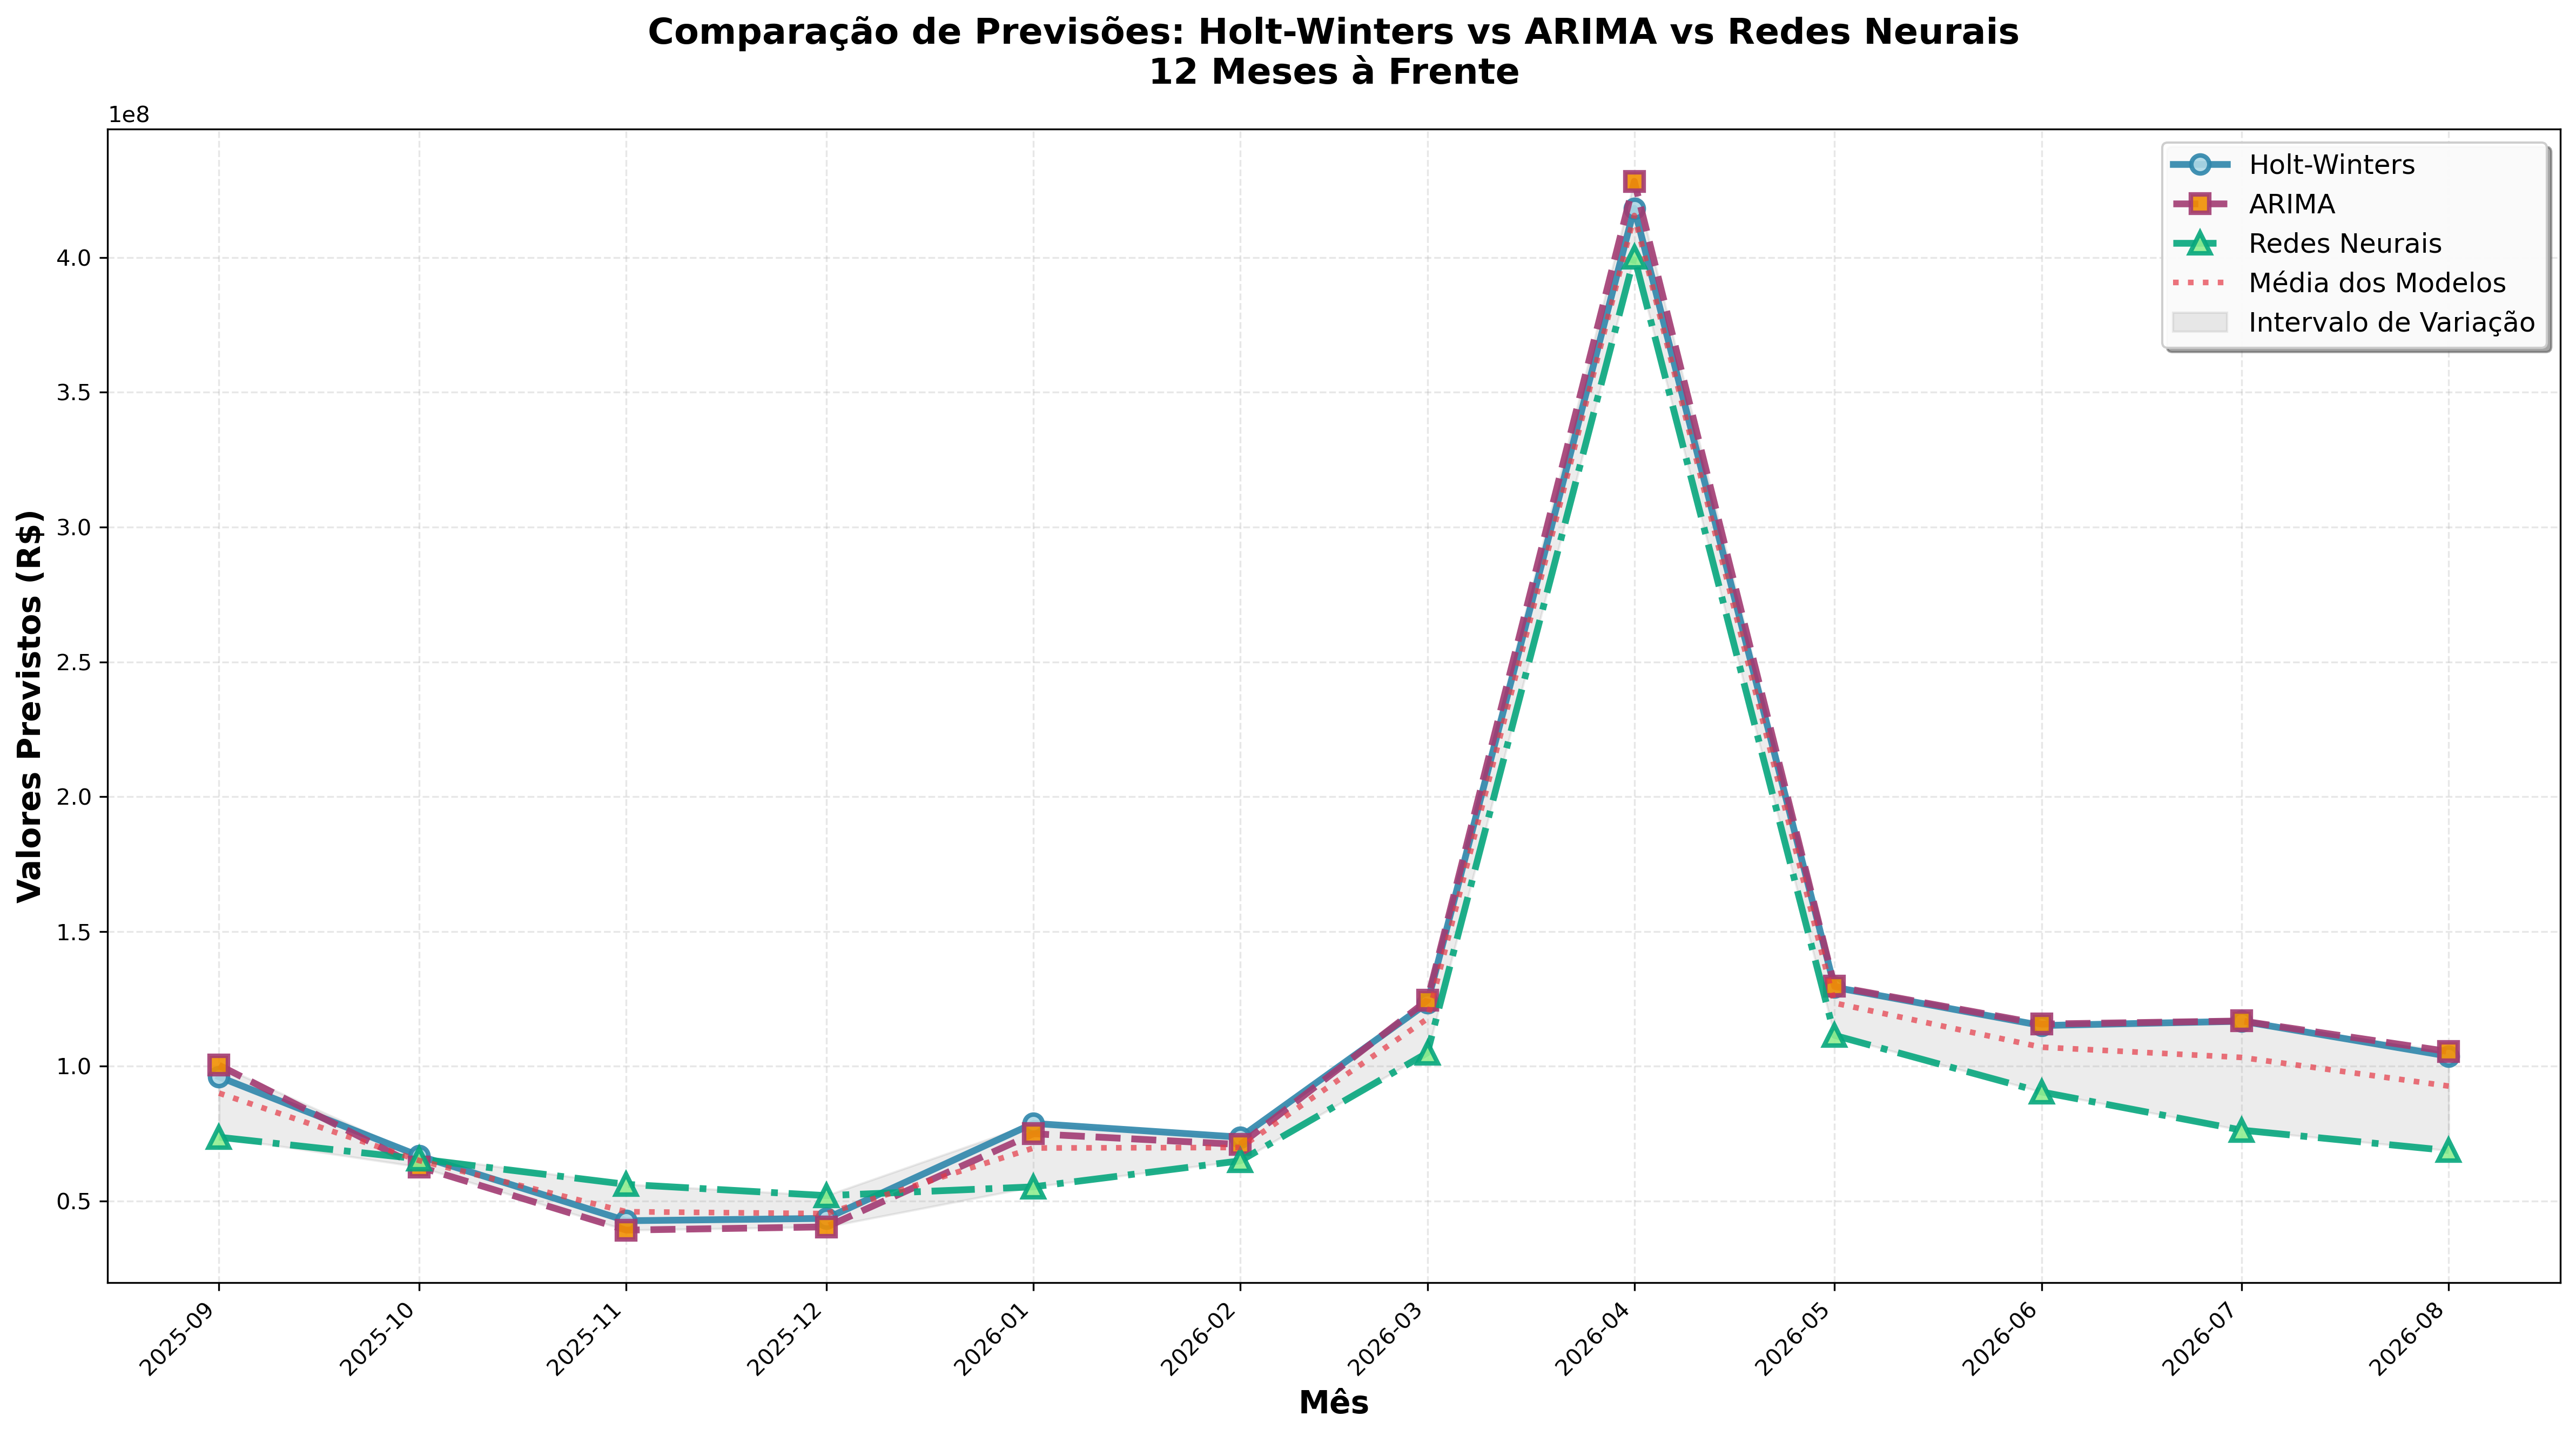 Comparação de Previsões: Holt-Winters vs ARIMA vs Redes Neurais
12 Meses à Frente
1e8
Holt-Winters
ARIMA
Redes Neurais
Média dos Modelos
Intervalo de Variação
4.0
3.5
3.0
2.5
2.0
1.5
1.0
0.5
Valores Previstos (R$)
2025-09
2025-10
2025-11
2025-12
2026-01
2026-02
2026-03
2026-04
2026-05
2026-06
2026-07
2026-08
Mês